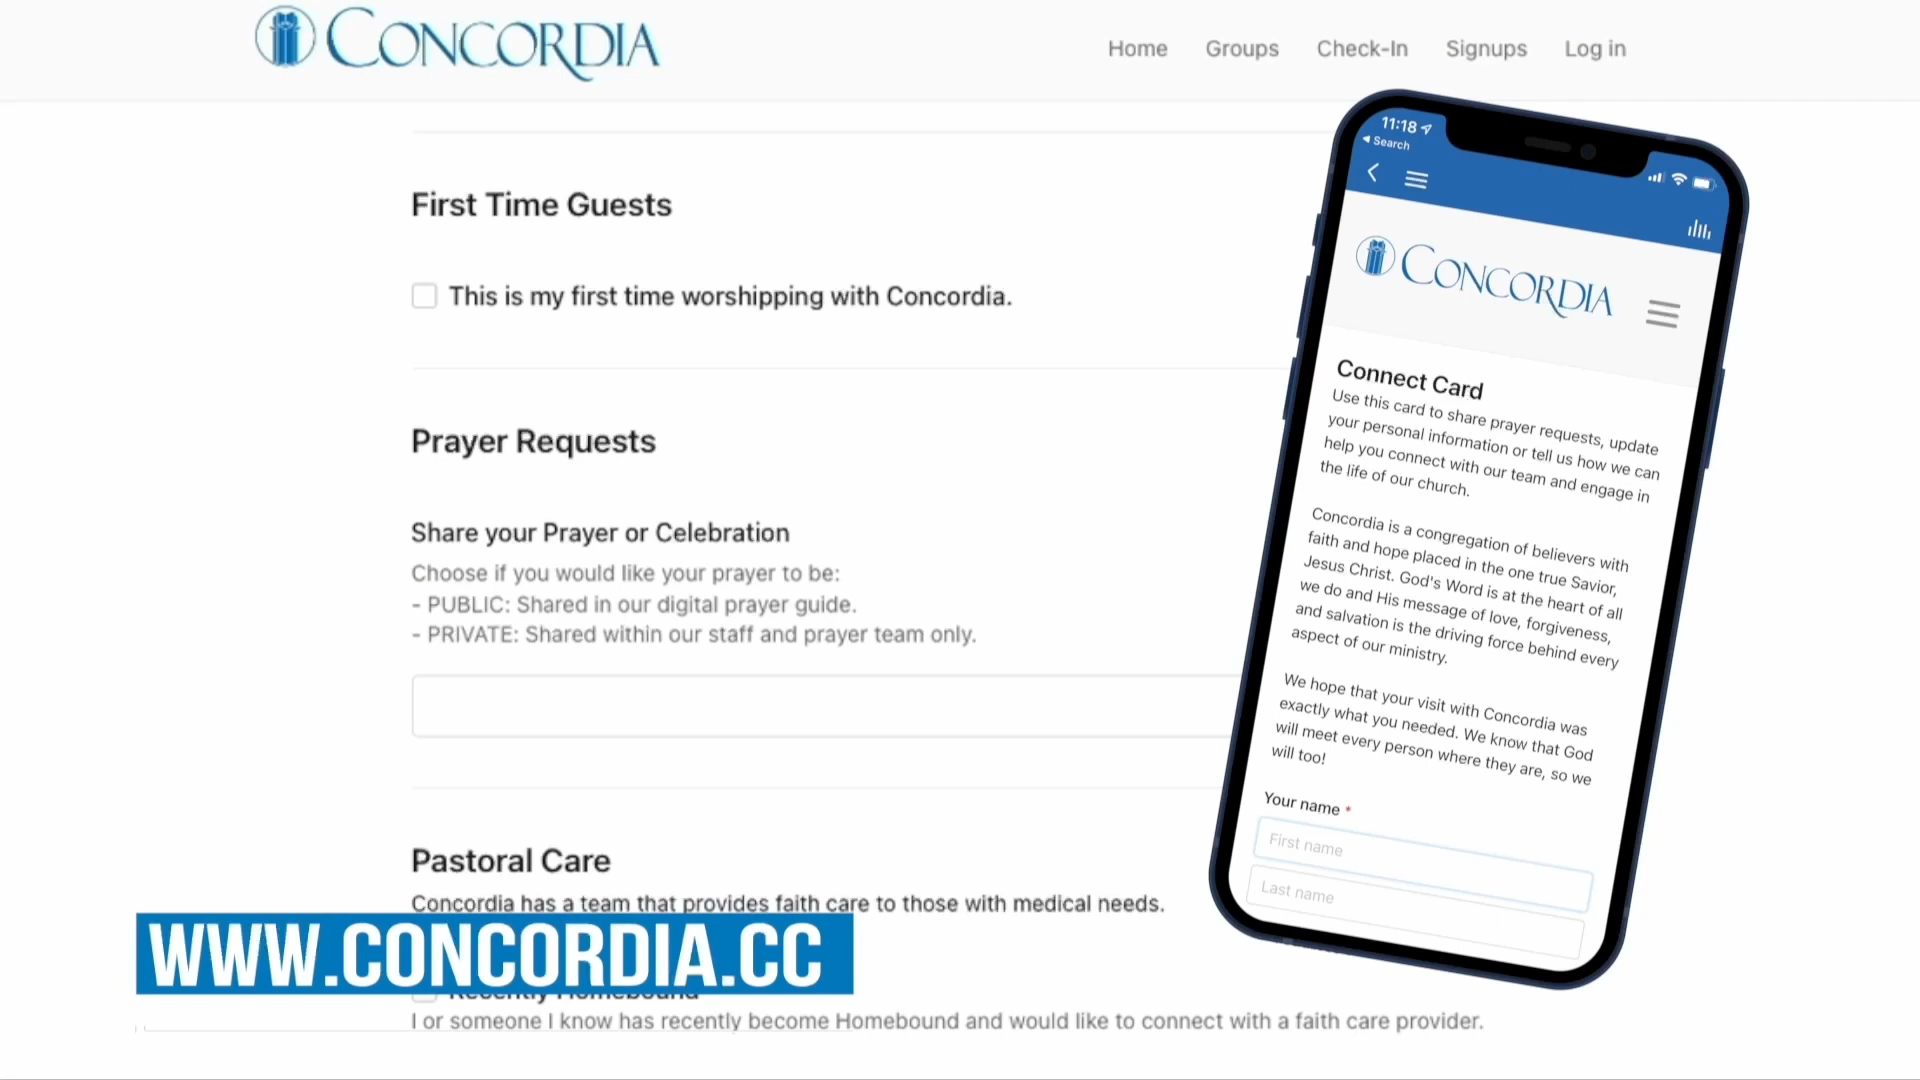 CONCORDIA
Home Groups Check-In Signups Log in
First Time Guests
This is my first time worshipping with Concordia.
Prayer Requests
Share your Prayer or Celebration
Choose if you would like your prayer to be:
- PUBLIC: Shared in our digital prayer guide.
- PRIVATE: Shared within our staff and prayer team only.
Pastoral Care
Concordia has a team that provides faith care to those with medical needs.
WWW.CONCORDIA.CC
Recently Homebound
I or someone I know has recently become Homebound and would like to connect with a faith care provider.
11:18
Search
CONCORDIA
Connect Card
Use this card to share prayer requests, update
your personal information or tell us how we can
help you connect with our team and engage in
the life of our church.
Concordia is a congregation of believers with
faith and hope placed in the one true Savior,
Jesus Christ. God's Word is at the heart of all
we do and His message of love, forgiveness,
and salvation is the driving force behind every
aspect of our ministry.
We hope that your visit with Concordia was
exactly what you needed. We know that God
will meet every person where they are, so we
will too!
Your name *
First name
Last name